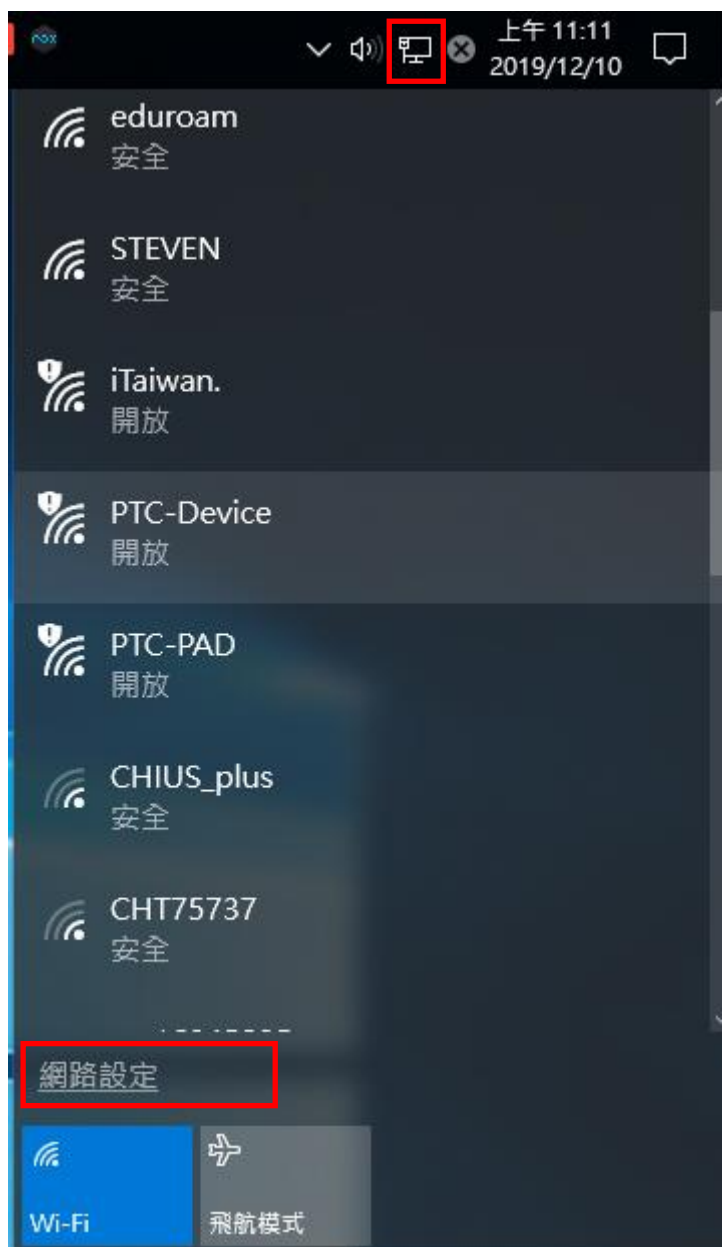 nox
上午 11:11
2019/12/10
eduroam
安全
STEVEN
安全
iTaiwan.
開放
PTC-Device
開放
PTC-PAD
開放
CHIUS_plus
安全
CHT75737
安全
網路設定
Wi-Fi
飛航模式